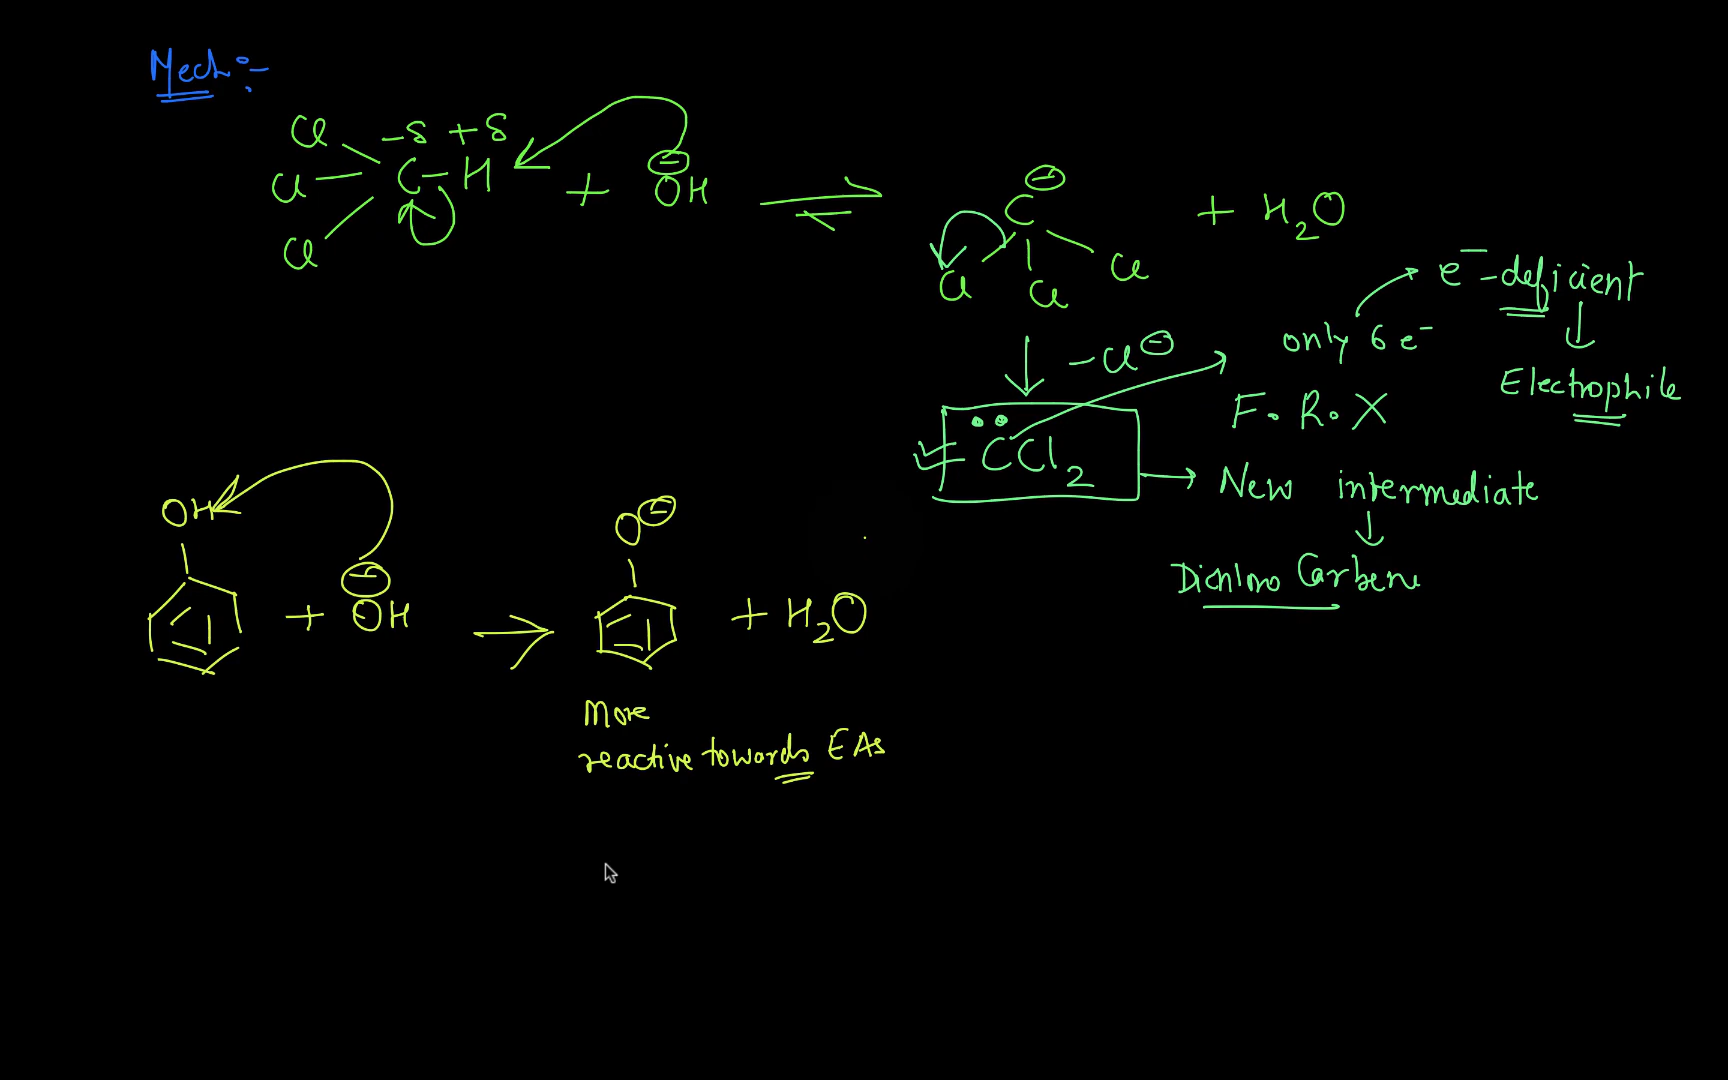 Mech :-
Cl -δ +δ
Cl C-H + ⊖OH ⇌ ⊖C + H2O
Cl
Cl Cl Cl
e⁻-deficient
only 6 e⁻
-Cl⊖
Electrophile
F. R. X
:CCl2
New intermediate
Dichloro Carbene
OH
O⊖
+ ⊖OH → + H2O
More
reactive towards EAS